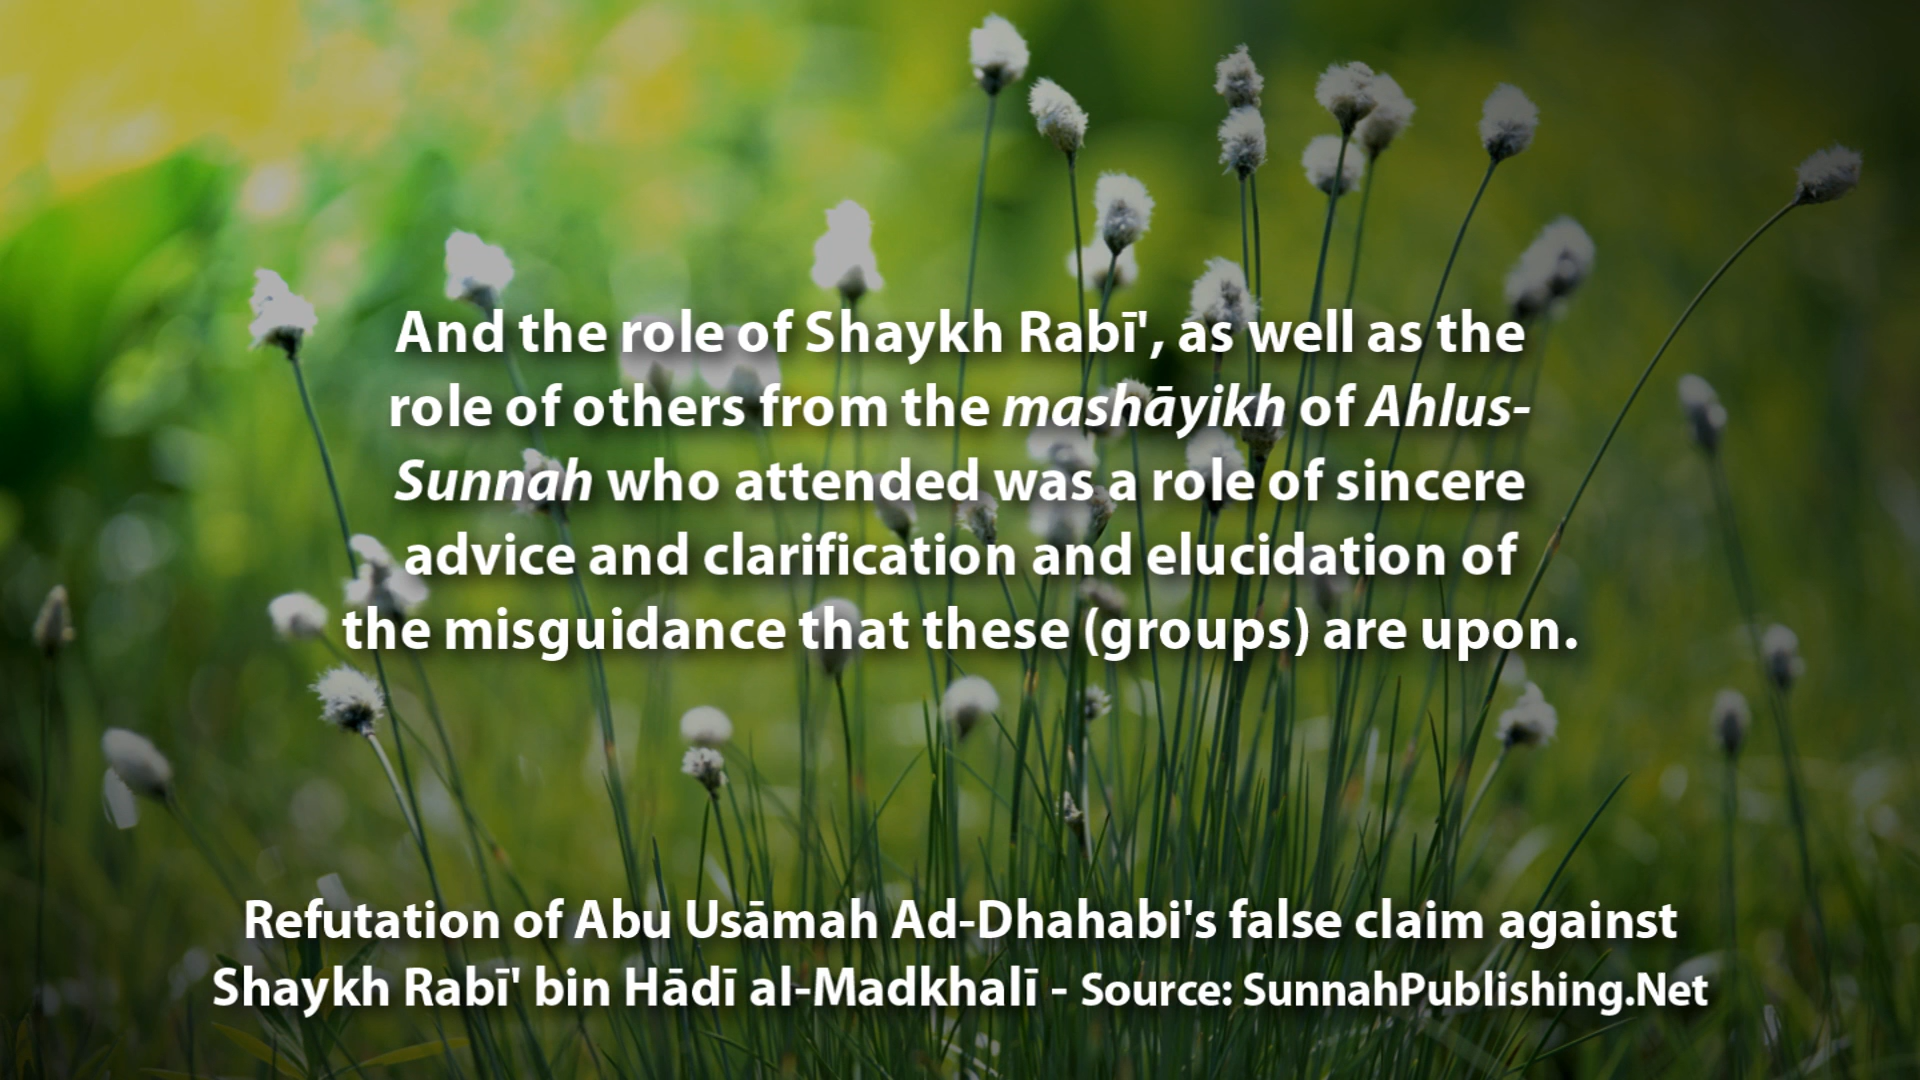 And the role of Shaykh Rabī', as well as the
role of others from the mashāyikh of Ahlus-
Sunnah who attended was a role of sincere
advice and clarification and elucidation of
the misguidance that these (groups) are upon.
Refutation of Abu Usāmah Ad-Dhahabi's false claim against
Shaykh Rabī' bin Hādī al-Madkhalī - Source: SunnahPublishing.Net